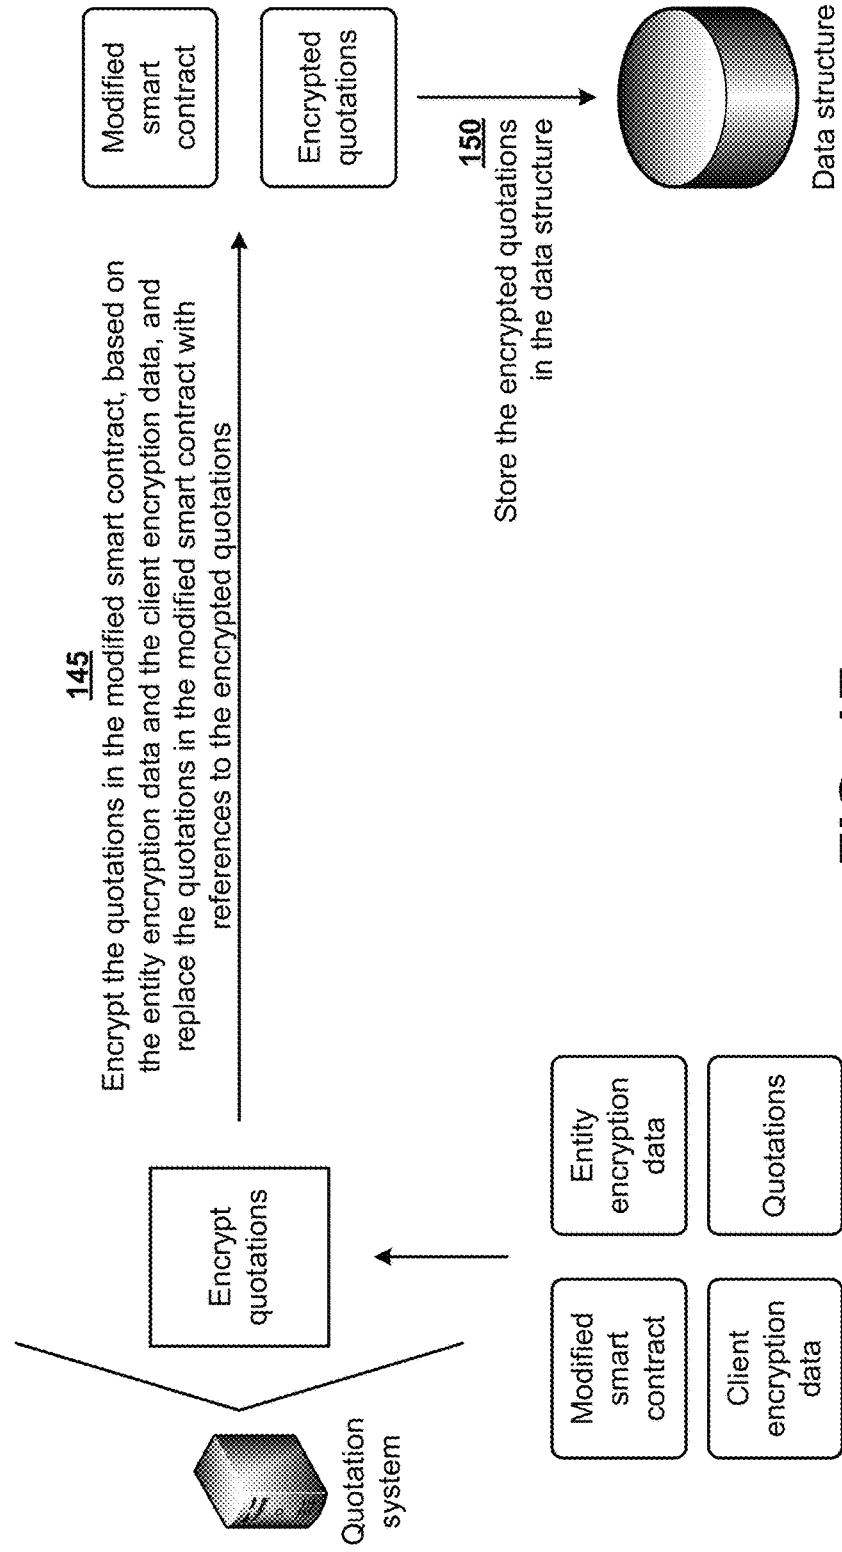 145
Encrypt the quotations in the modified smart contract, based on
the entity encryption data and the client encryption data, and
replace the quotations in the modified smart contract with
references to the encrypted quotations
Quotation
system
Encrypt
quotations
Modified
smart
contract
Encrypted
quotations
150
Store the encrypted quotations
in the data structure
Data structure
Modified
smart
contract
Entity
encryption
data
Client
encryption
data
Quotations